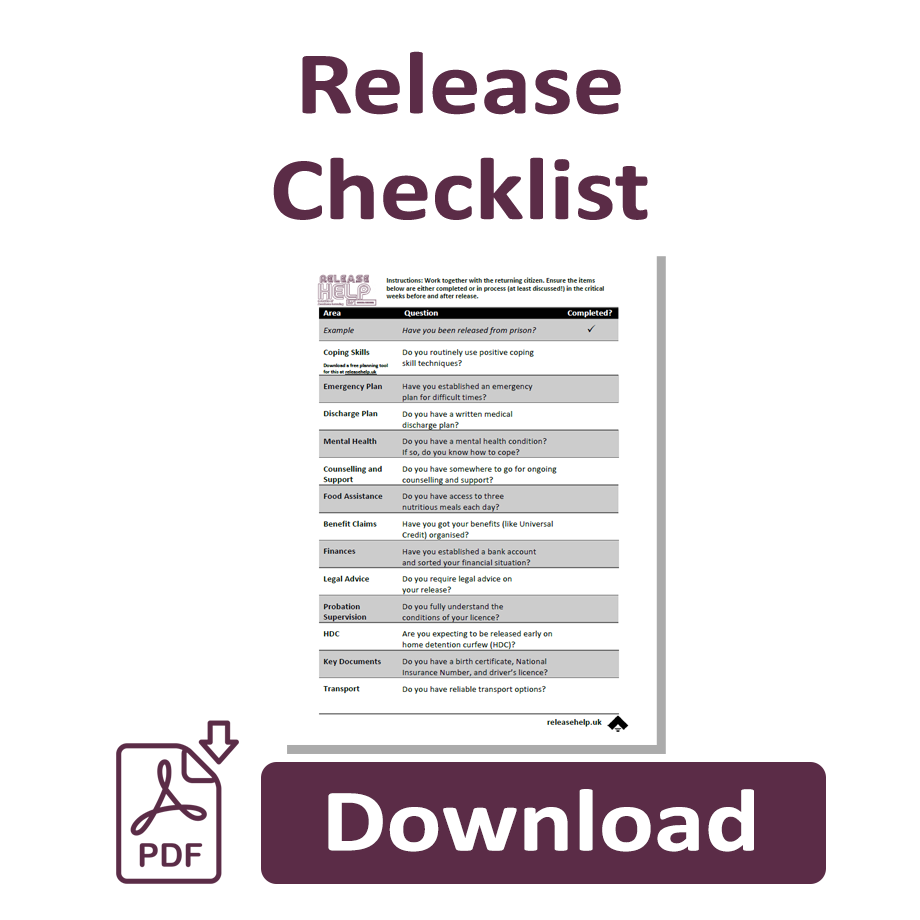 Release
Checklist
RELEASE
HELP
Instructions: Work together with the returning citizen. Ensure the items
below are either completed or in process (at least discussed!) in the critical
weeks before and after release.
Area Question Completed?
Example Have you been released from prison? ✓
Coping Skills Do you routinely use positive coping
skill techniques?
Download a free planning tool
for this at releasehelp.uk
Emergency Plan Have you established an emergency
plan for difficult times?
Discharge Plan Do you have a written medical
discharge plan?
Mental Health Do you have a mental health condition?
If so, do you know how to cope?
Counselling and Do you have somewhere to go for ongoing
Support counselling and support?
Food Assistance Do you have access to three
nutritious meals each day?
Benefit Claims Have you got your benefits (like Universal
Credit) organised?
Finances Have you established a bank account
and sorted your financial situation?
Legal Advice Do you require legal advice on
your release?
Probation Do you fully understand the
Supervision conditions of your licence?
HDC Are you expecting to be released early on
home detention curfew (HDC)?
Key Documents Do you have a birth certificate, National
Insurance Number, and driver's licence?
Transport Do you have reliable transport options?
releasehelp.uk
PDF
Download